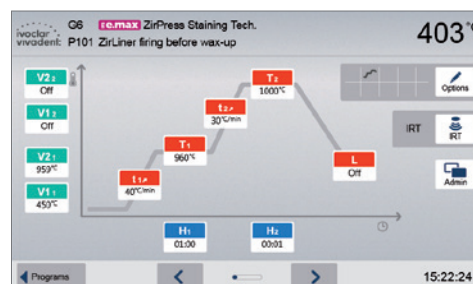 ivoclar
vivadent:
G6 e.max ZirPress Staining Tech.
P101 ZirLiner firing before wax-up
403°C
V2₂
Off
V1₂
Off
V2₁
959°C
V1₁
450°C
t₁↗
40°C/min
T₁
960°C
t₂↗
30°C/min
T₂
1000°C
L
Off
H₁
01:00
H₂
00:01
Options
IRT
IRT
Admin
Programs
15:22:24